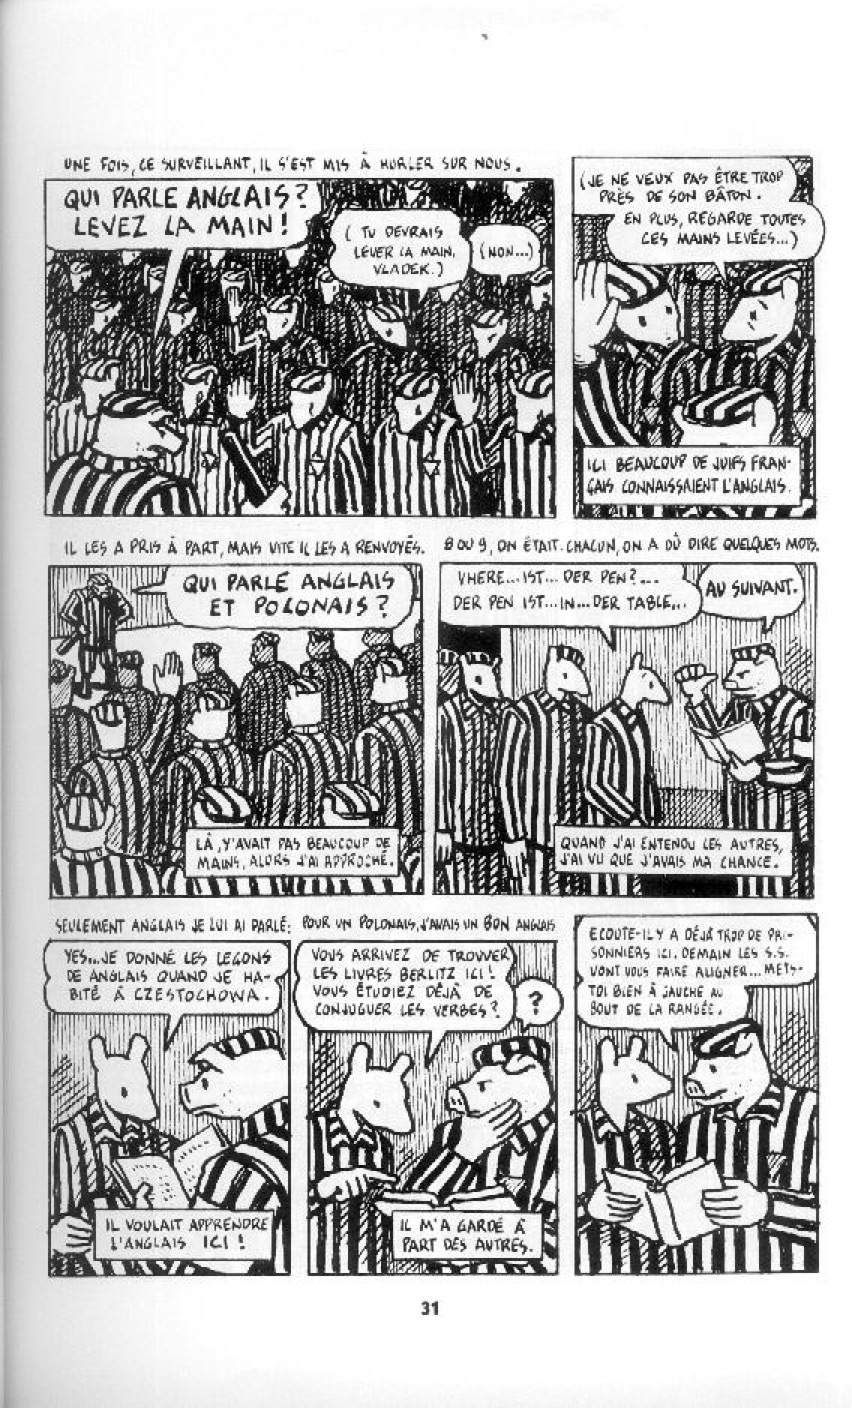 UNE FOIS, CE SURVEILLANT, IL S'EST MIS À HURLER SUR NOUS.
QUI PARLE ANGLAIS?
LEVEZ LA MAIN!
( TU DEVRAIS
LEVER LA MAIN,
VLADEK.)
(NON...)
(JE NE VEUX PAS ÊTRE TROP
PRÈS DE SON BÂTON.
EN PLUS, REGARDE TOUTES
CES MAINS LEVÉES...)
ICI BEAUCOUP DE JUIFS FRAN-
ÇAIS CONNAISSAIENT L'ANGLAIS.
IL LES A PRIS À PART, MAIS VITE IL LES A RENVOYÉS.
QUI PARLE ANGLAIS
ET POLONAIS?
LÀ, Y'AVAIT PAS BEAUCOUP DE
MAINS, ALORS J'AI APPROCHÉ.
8 OU 9, ON ÉTAIT. CHACUN, ON A DÛ DIRE QUELQUES MOTS.
VHERE...IST...DER PEN?...
DER PEN IST...IN...DER TABLE...
AU SUIVANT.
QUAND J'AI ENTENDU LES AUTRES,
J'AI VU QUE J'AVAIS MA CHANCE.
SEULEMENT ANGLAIS JE LUI AI PARLÉ;
YES...JE DONNÉ LES LEÇONS
DE ANGLAIS QUAND JE HA-
BITÉ À CZESTOCHOWA.
IL VOULAIT APPRENDRE
L'ANGLAIS ICI!
POUR UN POLONAIS, J'AVAIS UN BON ANGLAIS
VOUS ARRIVEZ DE TROUVER
LES LIVRES BERLITZ ICI!
VOUS ÉTUDIEZ DÉJÀ DE
CONJUGUER LES VERBES?
?
IL M'A GARDÉ À
PART DES AUTRES.
ECOUTE-IL Y A DÉJÀ TROP DE PRI-
SONNIERS ICI. DEMAIN LES S.S.
VONT VOUS FAIRE ALIGNER...METS-
TOI BIEN À GAUCHE AU
BOUT DE LA RANGÉE.
31